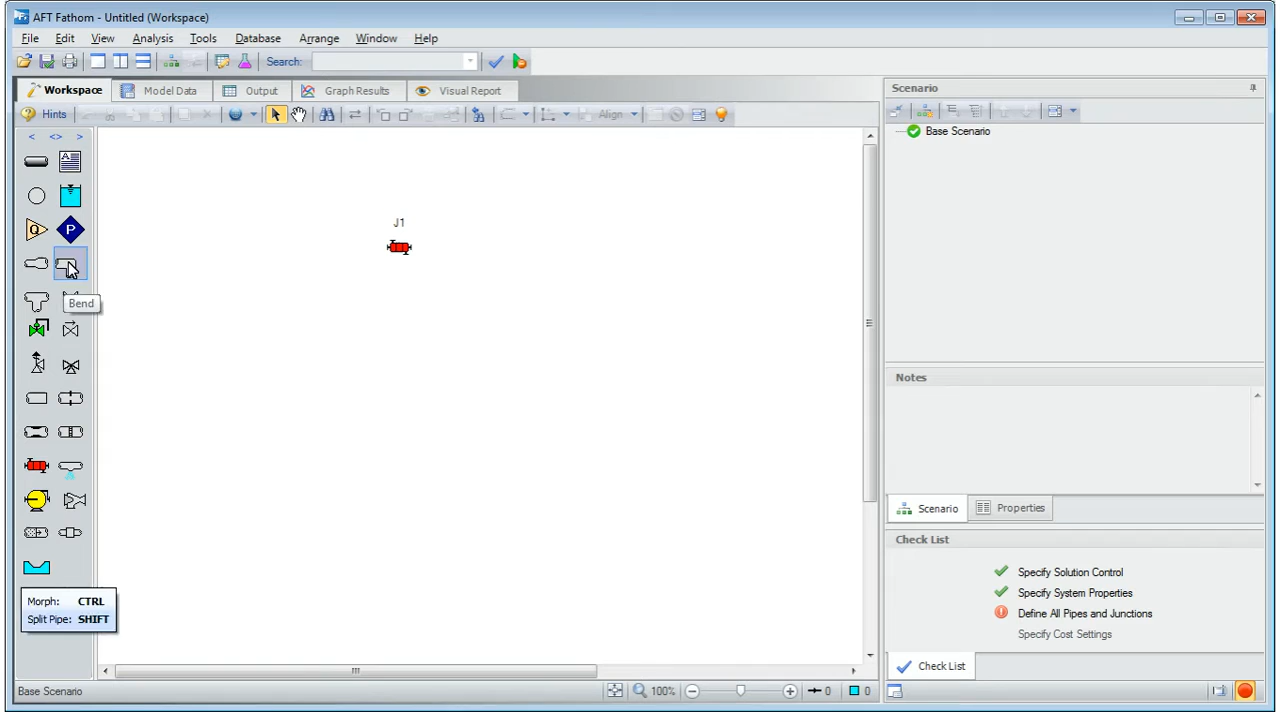 AFT Fathom - Untitled (Workspace)
File Edit View Analysis Tools Database Arrange Window Help
Search:
Workspace Model Data Output Graph Results Visual Report
Hints Align
Scenario
Base Scenario
< <> >
A
J1
Q P
Bend
Notes
Scenario Properties
Check List
Specify Solution Control
Specify System Properties
Define All Pipes and Junctions
Specify Cost Settings
Morph: CTRL
Split Pipe: SHIFT
Check List
Base Scenario 100% 0 0